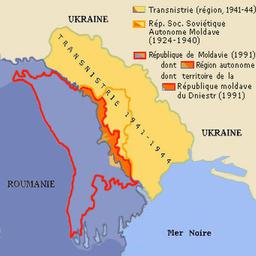 UKRAINE
Transnistrie (région, 1941-44)
Rép. Soc. Soviétique
Autonome Moldave
(1924-1940)
République de Moldavie (1991)
dont Région autonome
dont territoire de la
République moldave
du Dniestr (1991)
TRANSNISTRIE 1941-1944
UKRAINE
ROUMANIE
Mer Noire